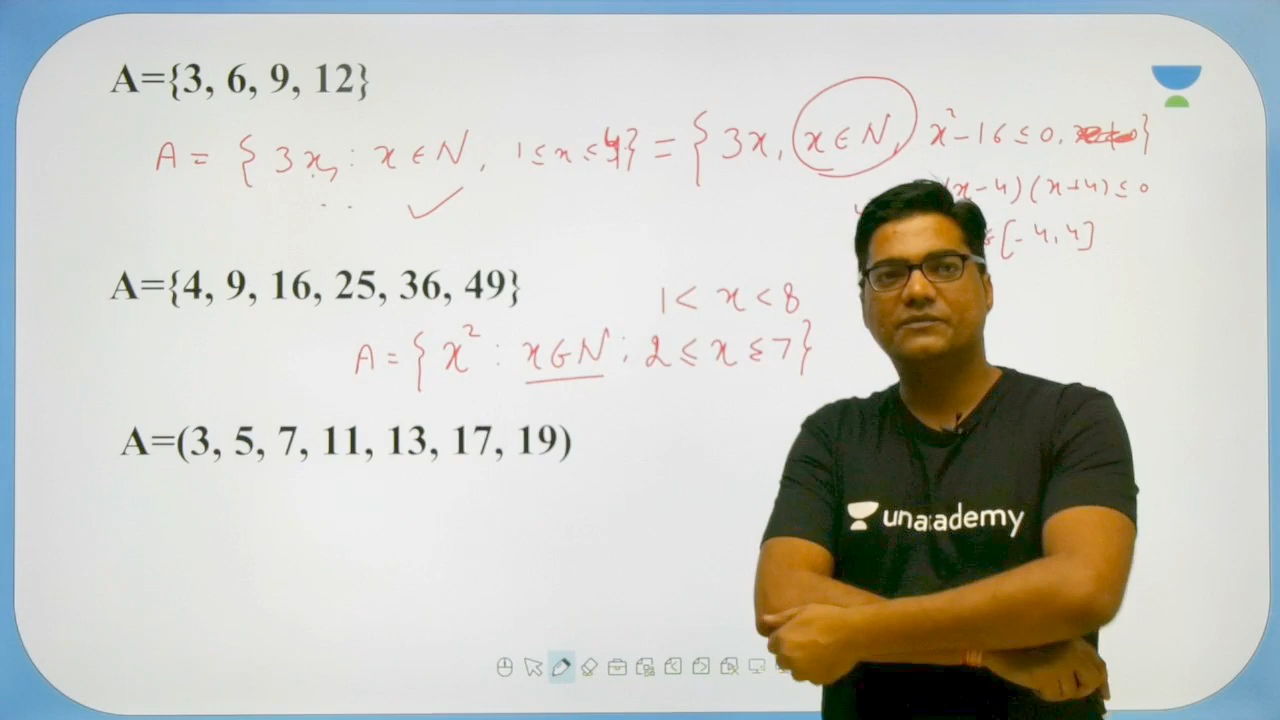 A={3, 6, 9, 12}
A = { 3x, : x ∈ N, 1 ≤ x ≤ 4} = { 3x, x ∈ N, x² - 16 ≤ 0, }
(x-4)(x+4) ≤ 0
[-4, 4]
A={4, 9, 16, 25, 36, 49}
1 < x < 8
A = { x² : x ∈ N ; 2 ≤ x ≤ 7}
A=(3, 5, 7, 11, 13, 17, 19)
unacademy